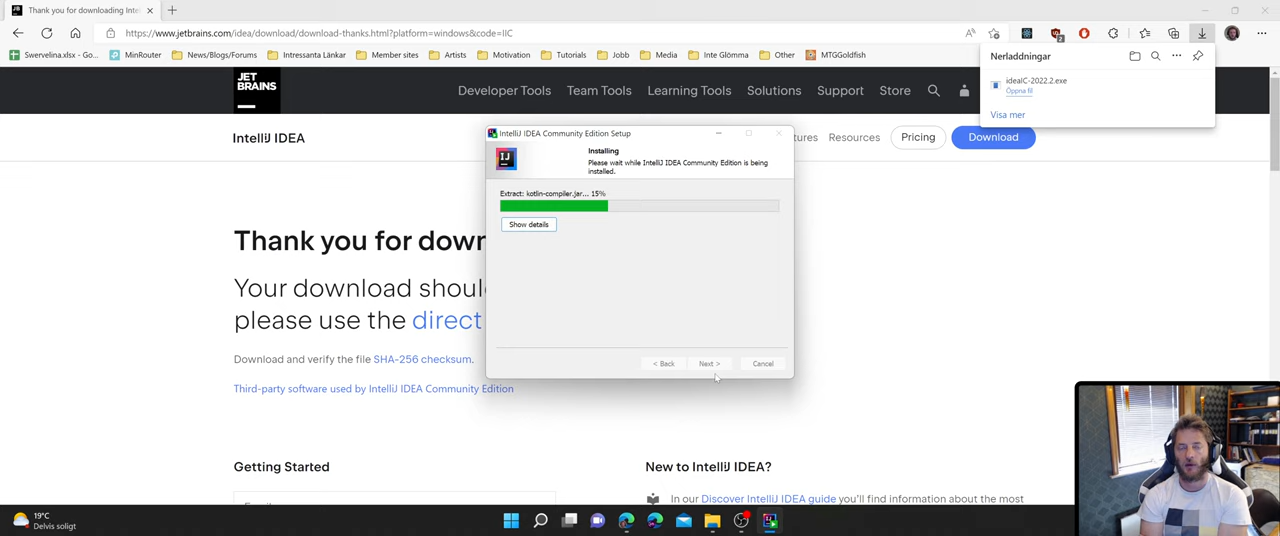 Thank you for downloading Inte
https://www.jetbrains.com/idea/download/download-thanks.html?platform=windows&code=IIC
2
Swervelina.xlsx - Go...
MinRouter
News/Blogs/Forums
Intressanta Länkar
Member sites
Artists
Motivation
Tutorials
Jobb
Media
Inte Glömma
Other
MTGGoldfish
Nerladdningar
ideaIC-2022.2.exe
Öppna fil
Visa mer
JET
BRAINS
Developer Tools
Team Tools
Learning Tools
Solutions
Support
Store
IntelliJ IDEA
tures
Resources
Pricing
Download
IntelliJ IDEA Community Edition Setup
IJ
Installing
Please wait while IntelliJ IDEA Community Edition is being
installed.
Extract: kotlin-compiler.jar... 15%
Show details
< Back
Next >
Cancel
Thank you for dow
Your download shoul
please use the direct
Download and verify the file SHA-256 checksum.
Third-party software used by IntelliJ IDEA Community Edition
Getting Started
New to IntelliJ IDEA?
In our Discover IntelliJ IDEA guide you'll find information about the most
19°C
Delvis soligt